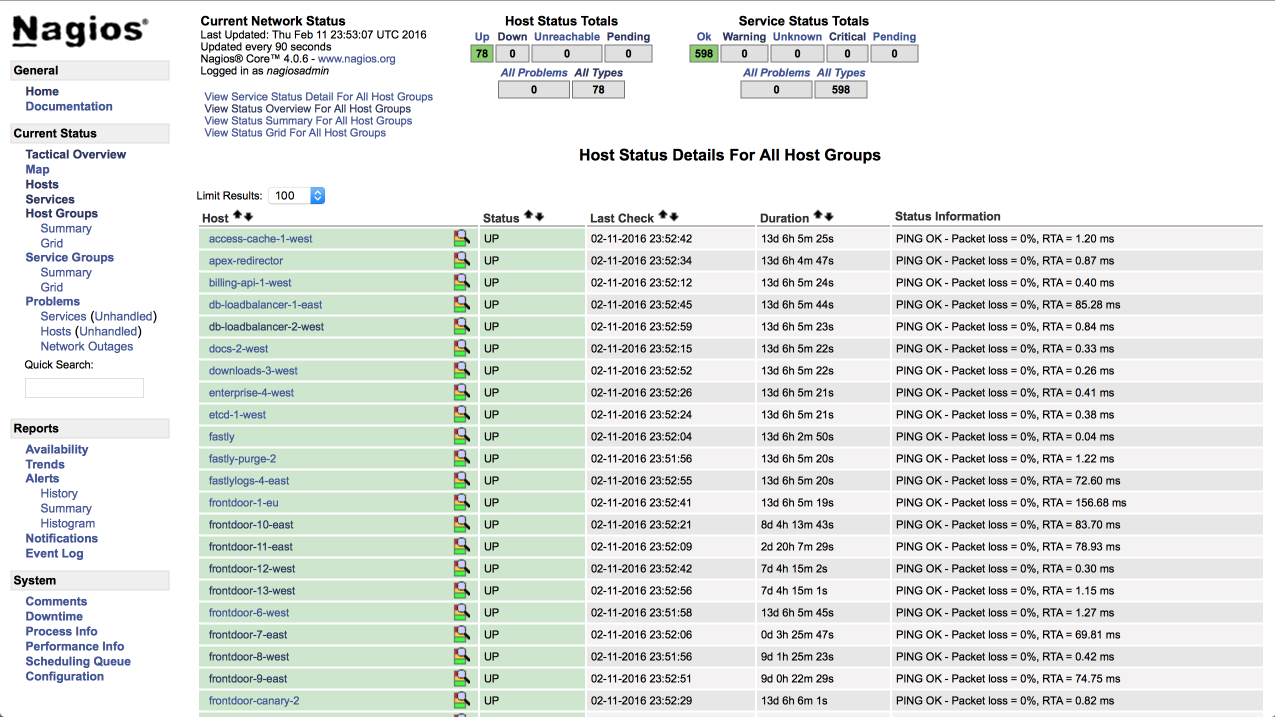 Nagios®
General
Home
Documentation
Current Status
Tactical Overview
Map
Hosts
Services
Host Groups
Summary
Grid
Service Groups
Summary
Grid
Problems
Services (Unhandled)
Hosts (Unhandled)
Network Outages
Quick Search:
Reports
Availability
Trends
Alerts
History
Summary
Histogram
Notifications
Event Log
System
Comments
Downtime
Process Info
Performance Info
Scheduling Queue
Configuration
Current Network Status
Last Updated: Thu Feb 11 23:53:07 UTC 2016
Updated every 90 seconds
Nagios® Core™ 4.0.6 - www.nagios.org
Logged in as nagiosadmin
View Service Status Detail For All Host Groups
View Status Overview For All Host Groups
View Status Summary For All Host Groups
View Status Grid For All Host Groups
Host Status Totals
Up Down Unreachable Pending
78 0 0 0
All Problems All Types
0 78
Service Status Totals
Ok Warning Unknown Critical Pending
598 0 0 0 0
All Problems All Types
0 598
Host Status Details For All Host Groups
Limit Results: 100
Host Status Last Check Duration Status Information
access-cache-1-west UP 02-11-2016 23:52:42 13d 6h 5m 25s PING OK - Packet loss = 0%, RTA = 1.20 ms
apex-redirector UP 02-11-2016 23:52:34 13d 6h 4m 47s PING OK - Packet loss = 0%, RTA = 0.87 ms
billing-api-1-west UP 02-11-2016 23:52:12 13d 6h 5m 24s PING OK - Packet loss = 0%, RTA = 0.40 ms
db-loadbalancer-1-east UP 02-11-2016 23:52:45 13d 6h 5m 44s PING OK - Packet loss = 0%, RTA = 85.28 ms
db-loadbalancer-2-west UP 02-11-2016 23:52:59 13d 6h 5m 23s PING OK - Packet loss = 0%, RTA = 0.84 ms
docs-2-west UP 02-11-2016 23:52:15 13d 6h 5m 22s PING OK - Packet loss = 0%, RTA = 0.33 ms
downloads-3-west UP 02-11-2016 23:52:52 13d 6h 5m 22s PING OK - Packet loss = 0%, RTA = 0.26 ms
enterprise-4-west UP 02-11-2016 23:52:26 13d 6h 5m 21s PING OK - Packet loss = 0%, RTA = 0.41 ms
etcd-1-west UP 02-11-2016 23:52:24 13d 6h 5m 21s PING OK - Packet loss = 0%, RTA = 0.38 ms
fastly UP 02-11-2016 23:52:04 13d 6h 2m 50s PING OK - Packet loss = 0%, RTA = 0.04 ms
fastly-purge-2 UP 02-11-2016 23:51:56 13d 6h 5m 20s PING OK - Packet loss = 0%, RTA = 1.22 ms
fastlylogs-4-east UP 02-11-2016 23:52:55 13d 6h 5m 20s PING OK - Packet loss = 0%, RTA = 72.60 ms
frontdoor-1-eu UP 02-11-2016 23:52:41 13d 6h 5m 19s PING OK - Packet loss = 0%, RTA = 156.68 ms
frontdoor-10-east UP 02-11-2016 23:52:21 8d 4h 13m 43s PING OK - Packet loss = 0%, RTA = 83.70 ms
frontdoor-11-east UP 02-11-2016 23:52:09 2d 20h 7m 29s PING OK - Packet loss = 0%, RTA = 78.93 ms
frontdoor-12-west UP 02-11-2016 23:52:42 7d 4h 15m 2s PING OK - Packet loss = 0%, RTA = 0.30 ms
frontdoor-13-west UP 02-11-2016 23:52:56 7d 4h 15m 1s PING OK - Packet loss = 0%, RTA = 1.15 ms
frontdoor-6-west UP 02-11-2016 23:51:58 13d 6h 5m 45s PING OK - Packet loss = 0%, RTA = 1.27 ms
frontdoor-7-east UP 02-11-2016 23:52:06 0d 3h 25m 47s PING OK - Packet loss = 0%, RTA = 69.81 ms
frontdoor-8-west UP 02-11-2016 23:51:56 9d 1h 25m 23s PING OK - Packet loss = 0%, RTA = 0.42 ms
frontdoor-9-east UP 02-11-2016 23:52:51 9d 0h 22m 29s PING OK - Packet loss = 0%, RTA = 74.75 ms
frontdoor-canary-2 UP 02-11-2016 23:52:29 13d 6h 6m 1s PING OK - Packet loss = 0%, RTA = 0.82 ms